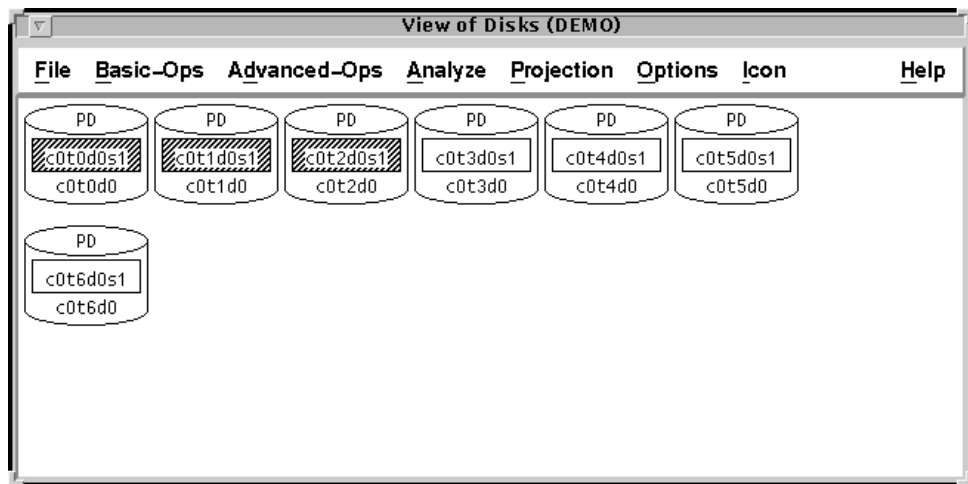 View of Disks (DEMO)
File Basic-Ops Advanced-Ops Analyze Projection Options Icon Help
PD PD PD PD PD PD
c0t0d0s1 c0t1d0s1 c0t2d0s1 c0t3d0s1 c0t4d0s1 c0t5d0s1
c0t0d0 c0t1d0 c0t2d0 c0t3d0 c0t4d0 c0t5d0
PD
c0t6d0s1
c0t6d0